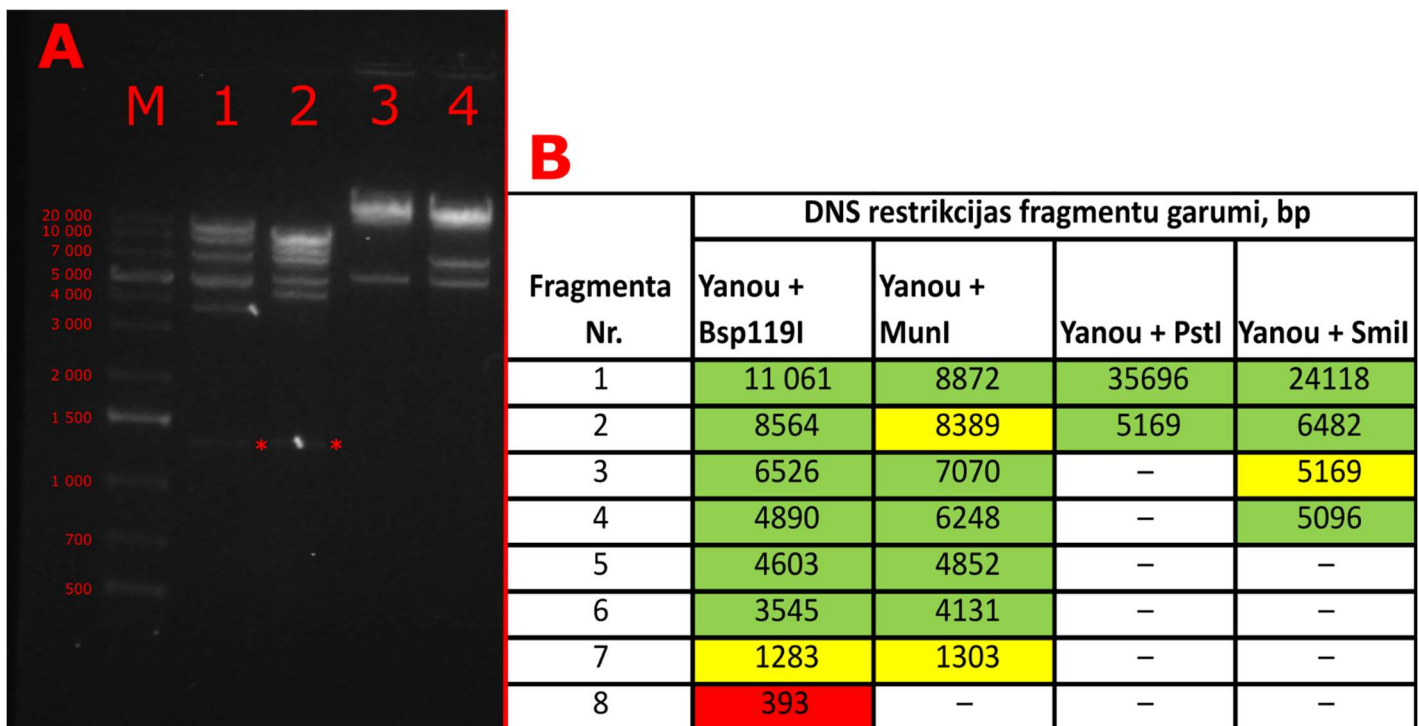 A
M 1 2 3 4
20 000
10 000
7 000
5 000
4 000
3 000
2 000
1 500
* *
1 000
700
500
B
DNS restrikcijas fragmentu garumi, bp
Fragmenta Nr. Yanou + Bsp119I Yanou + MunI Yanou + PstI Yanou + SmiI
1 11 061 8872 35696 24118
2 8564 8389 5169 6482
3 6526 7070 – 5169
4 4890 6248 – 5096
5 4603 4852 – –
6 3545 4131 – –
7 1283 1303 – –
8 393 – – –